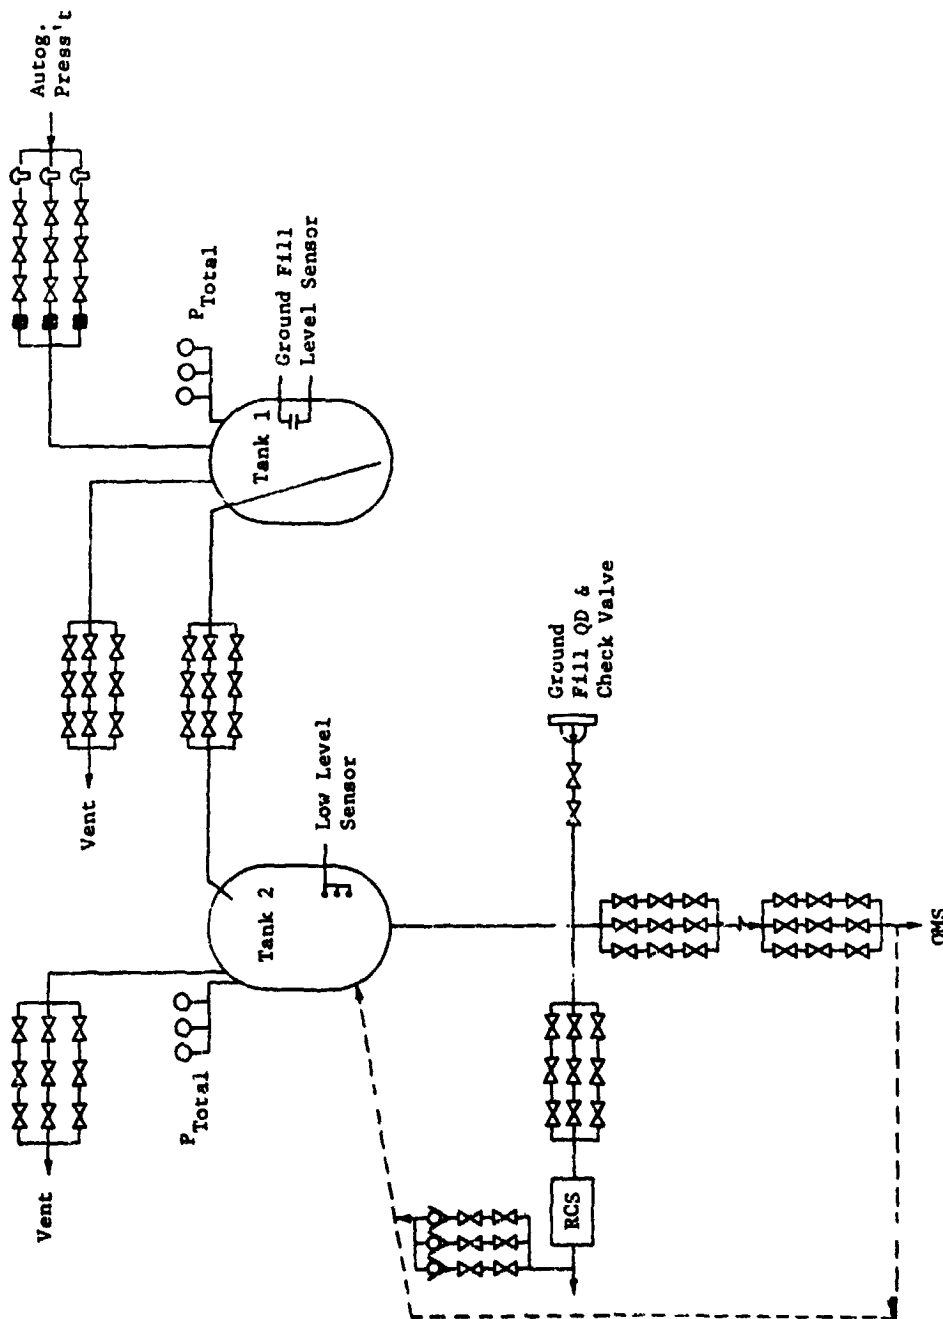 Autog.
Press't
P Total
Ground Fill
Level Sensor
Tank 1
Vent
Ground
Fill QD &
Check Valve
Low Level
Sensor
Tank 2
P Total
Vent
RCS
OMS